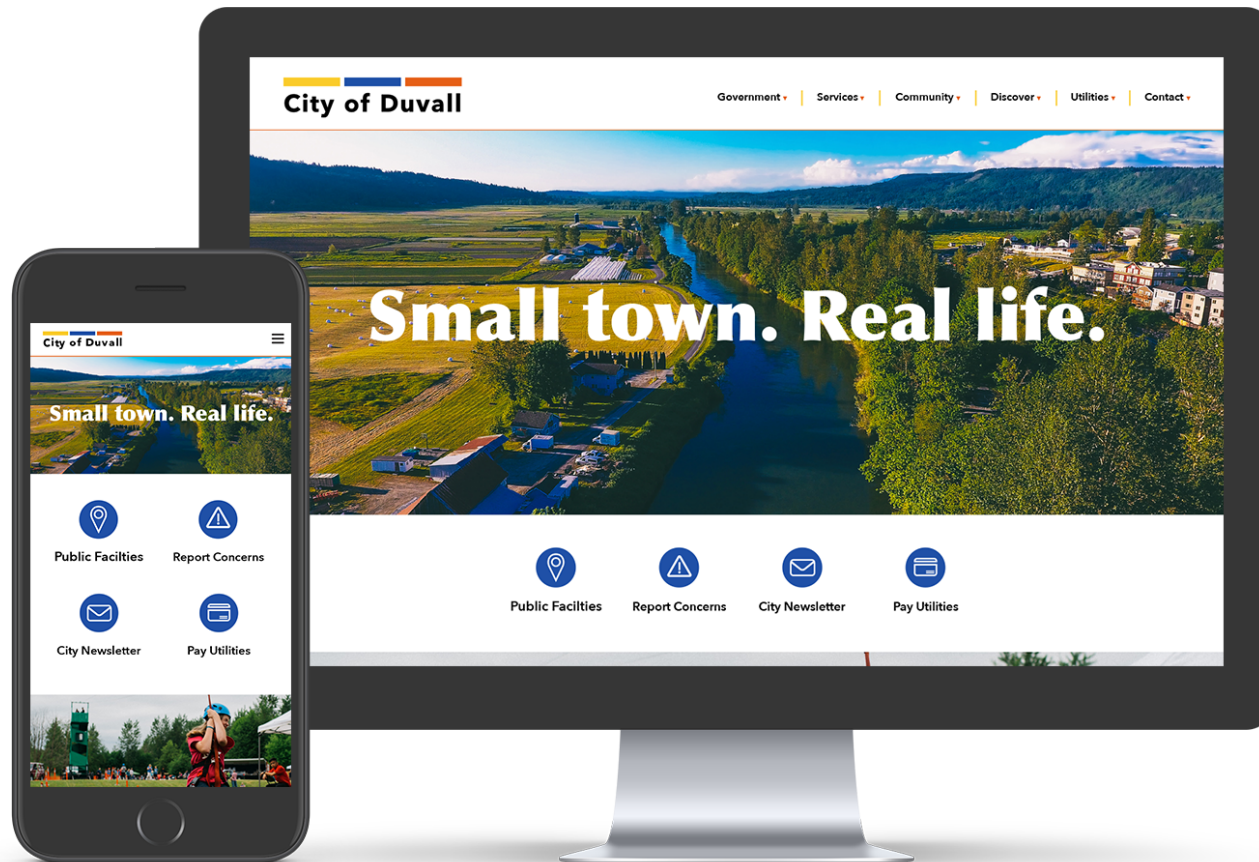 City of Duvall
Government Services Community Discover Utilities Contact
Small town. Real life.
Public Facilties Report Concerns City Newsletter Pay Utilities
City of Duvall
Small town. Real life.
Public Facilties Report Concerns
City Newsletter Pay Utilities